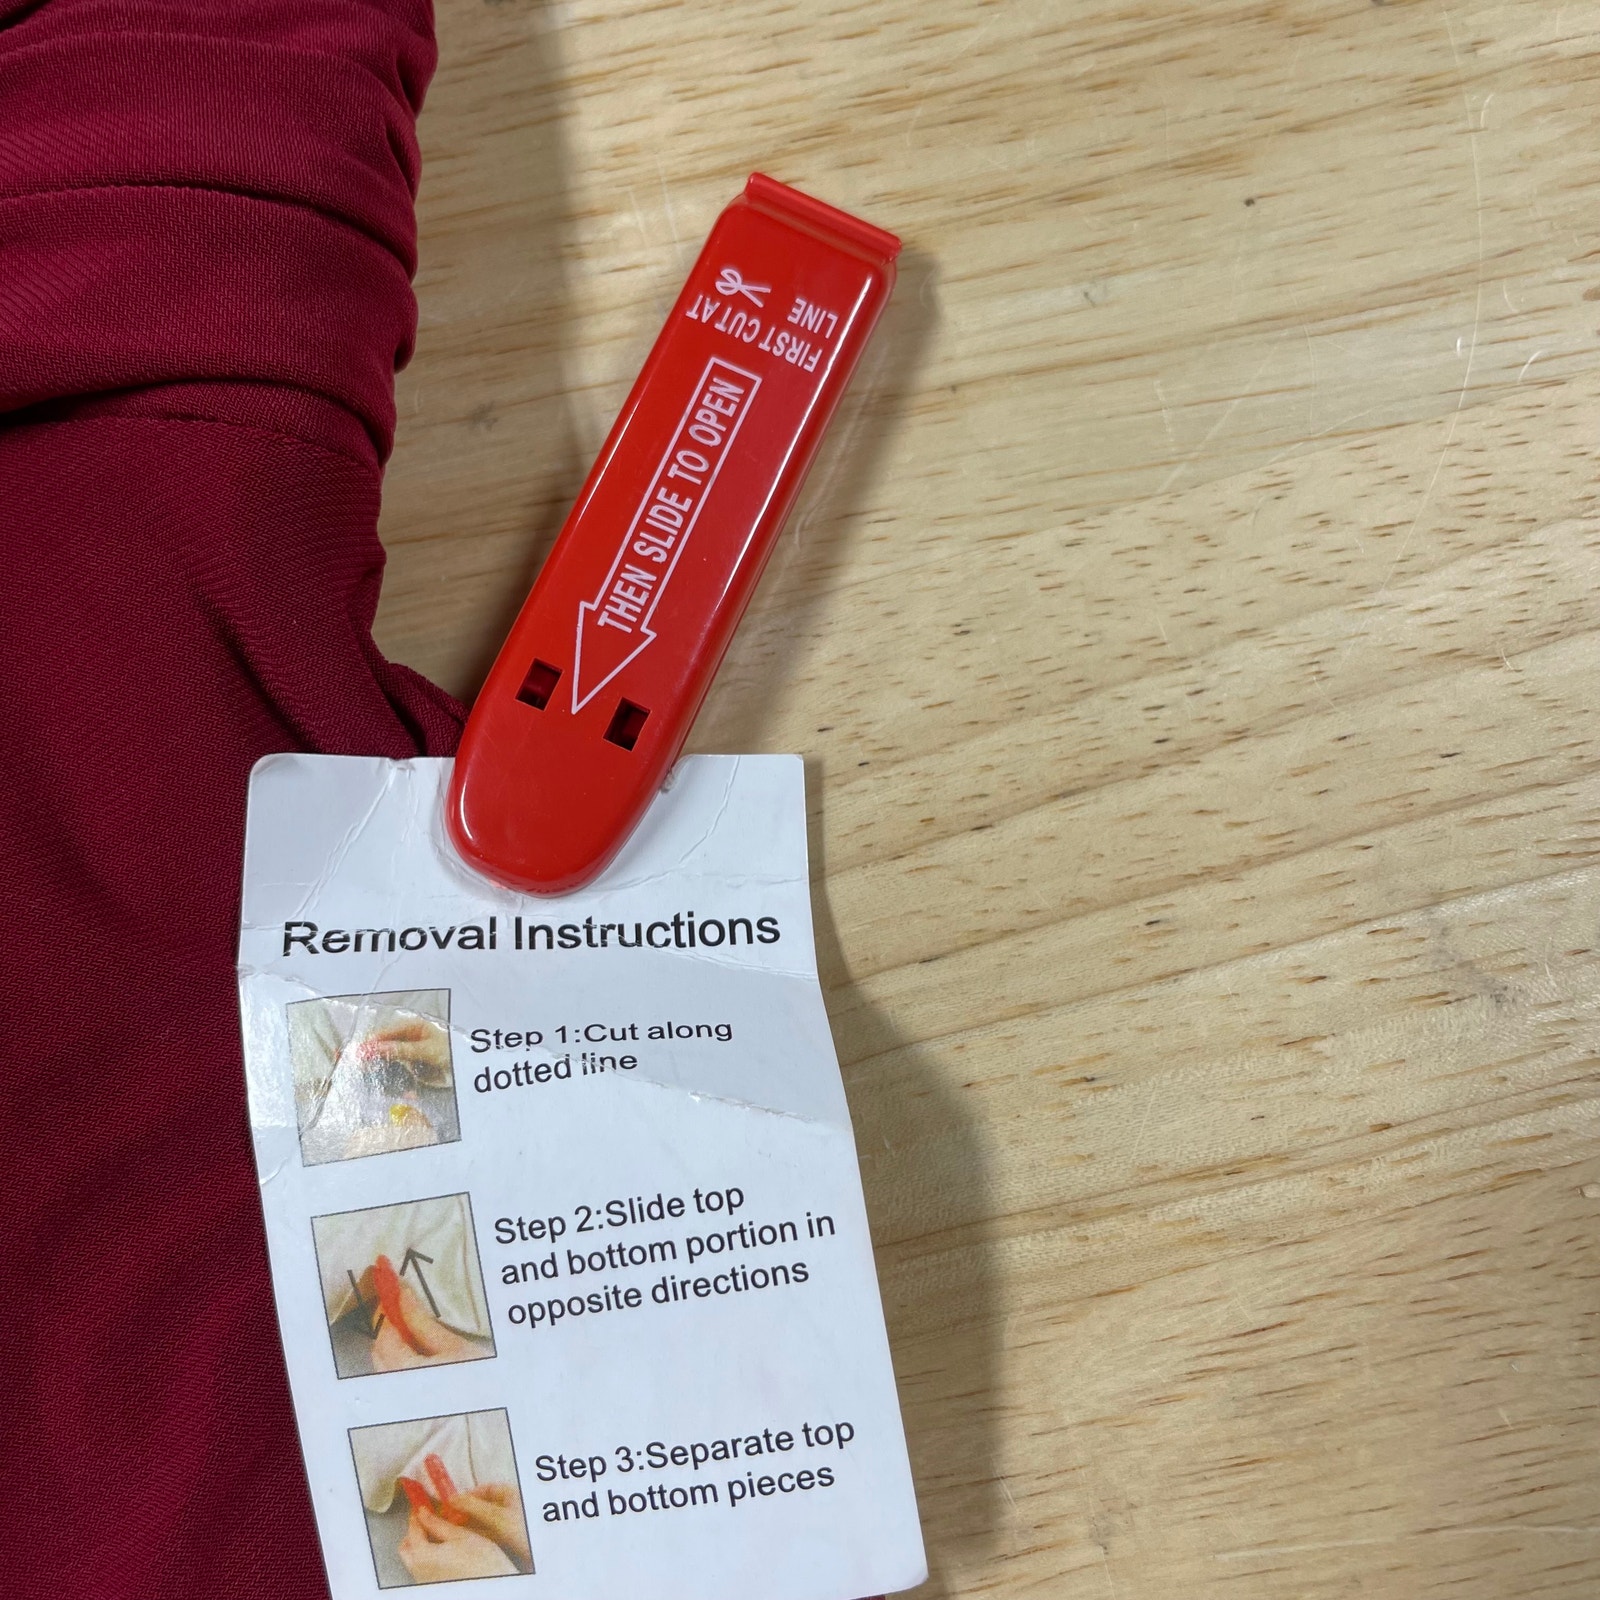 FIRST CUT AT
LINE
THEN SLIDE TO OPEN
Removal Instructions
Step 1:Cut along
dotted line
Step 2:Slide top
and bottom portion in
opposite directions
Step 3:Separate top
and bottom pieces